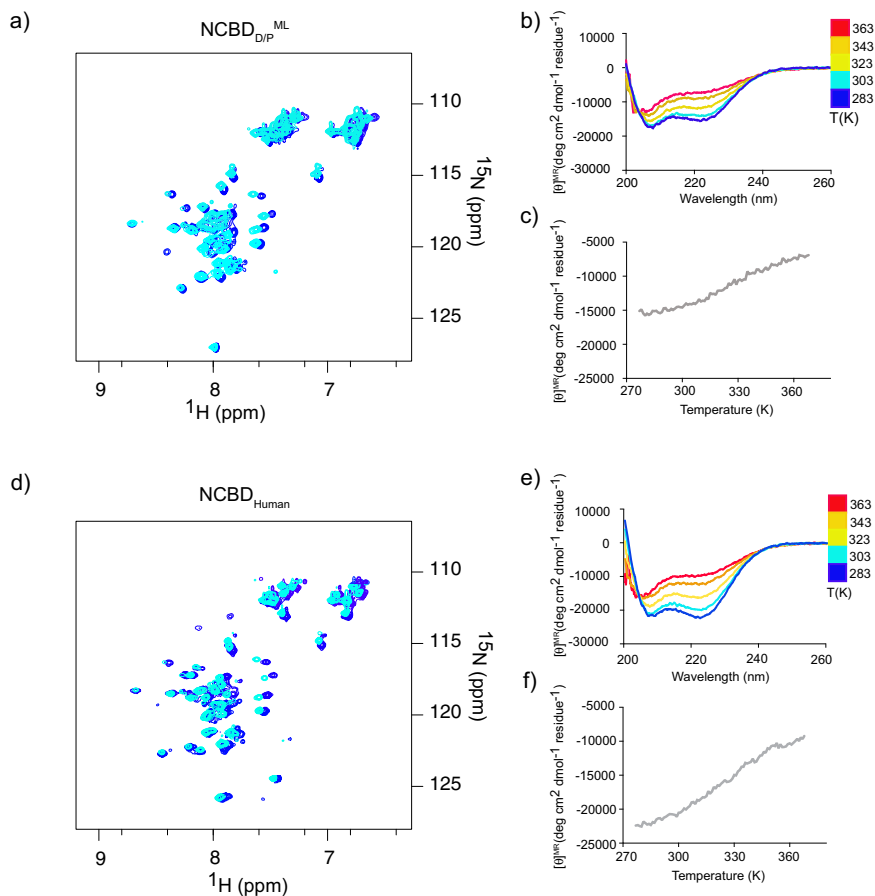 a)
NCBD D/P ML
110
115
120
125
15N (ppm)
9 8 7
1H (ppm)
b)
10000
0
-10000
-20000
-30000
[θ]MR(deg cm2 dmol-1 residue-1)
200 220 240 260
Wavelength (nm)
363
343
323
303
283
T(K)
c)
-5000
-10000
-15000
-20000
-25000
[θ]MR(deg cm2 dmol-1 residue-1)
270 300 330 360
Temperature (K)
d)
NCBD Human
110
115
120
125
15N (ppm)
9 8 7
1H (ppm)
e)
10000
0
-10000
-20000
-30000
[θ]MR(deg cm2 dmol-1 residue-1)
200 220 240 260
Wavelength (nm)
363
343
323
303
283
T(K)
f)
-5000
-10000
-15000
-20000
-25000
[θ]MR(deg cm2 dmol-1 residue-1)
270 300 330 360
Temperature (K)